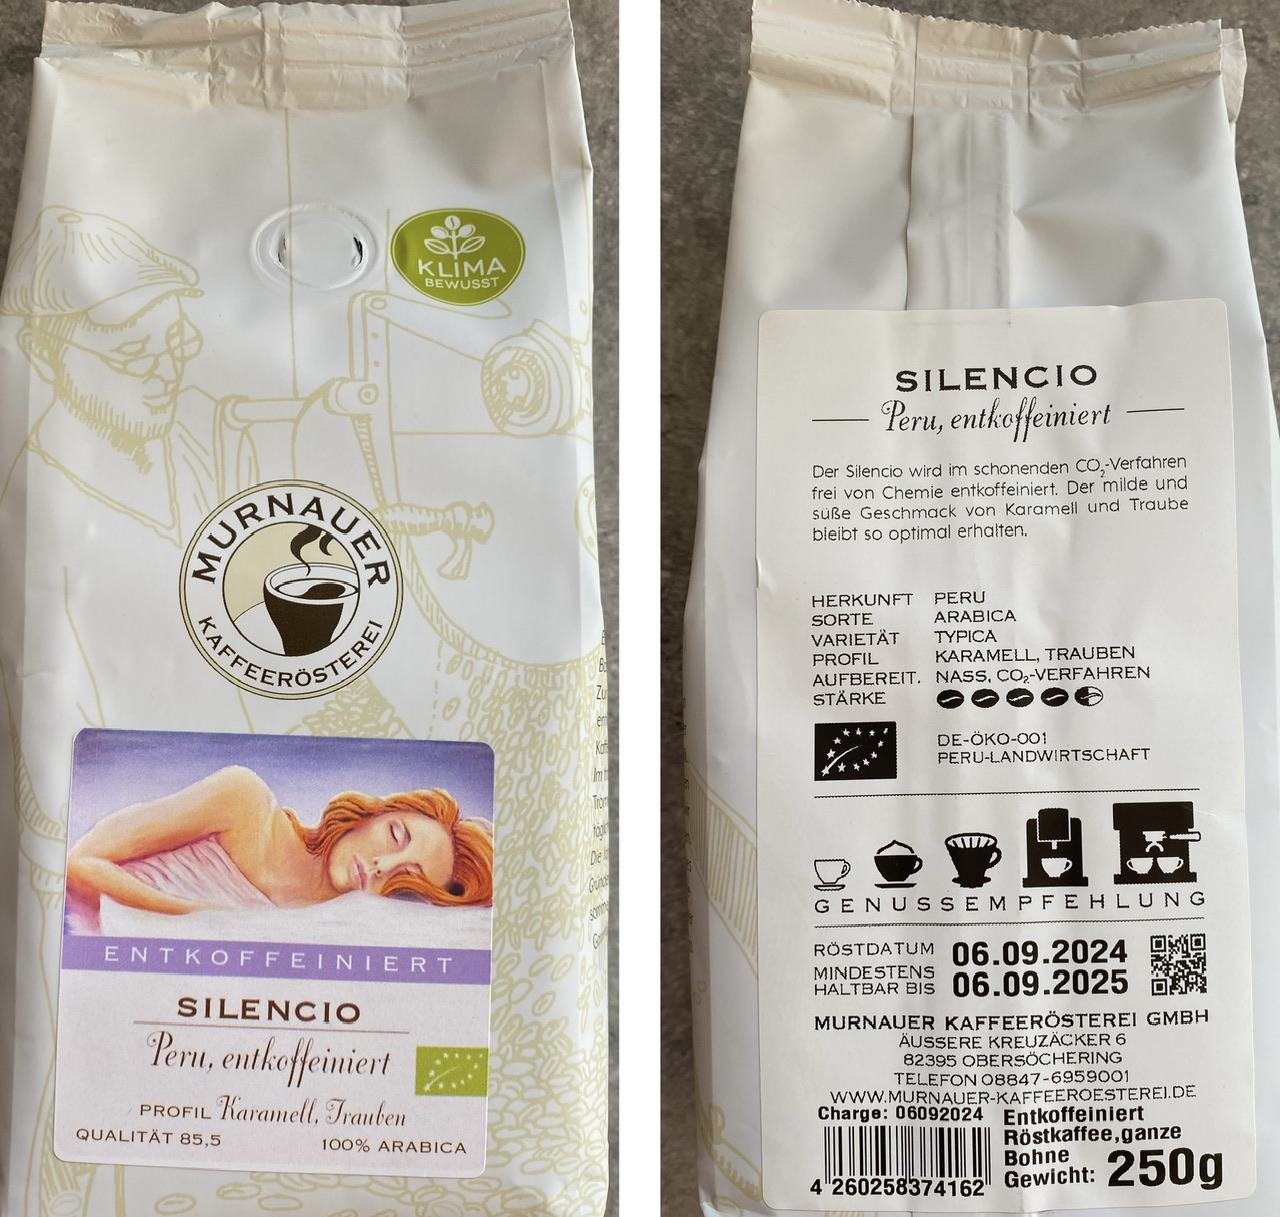 KLIMA
BEWUSST
MURNAUER
KAFFEERÖSTEREI
ENTKOFFEINIERT
SILENCIO
Peru, entkoffeiniert
PROFIL Karamell, Trauben
QUALITÄT 85,5 100% ARABICA
SILENCIO
Peru, entkoffeiniert
Der Silencio wird im schonenden CO₂-Verfahren
frei von Chemie entkoffeiniert. Der milde und
süße Geschmack von Karamell und Traube
bleibt so optimal erhalten.
HERKUNFT PERU
SORTE ARABICA
VARIETÄT TYPICA
PROFIL KARAMELL, TRAUBEN
AUFBEREIT. NASS, CO₂-VERFAHREN
STÄRKE
DE-ÖKO-001
PERU-LANDWIRTSCHAFT
GENUSSEMPFEHLUNG
RÖSTDATUM 06.09.2024
MINDESTENS
HALTBAR BIS 06.09.2025
MURNAUER KAFFEERÖSTEREI GMBH
ÄUSSERE KREUZÄCKER 6
82395 OBERSÖCHERING
TELEFON 08847-6959001
WWW.MURNAUER-KAFFEEROESTEREI.DE
Charge: 06092024
4 260258374162
Entkoffeiniert
Röstkaffee,ganze
Bohne
Gewicht: 250g